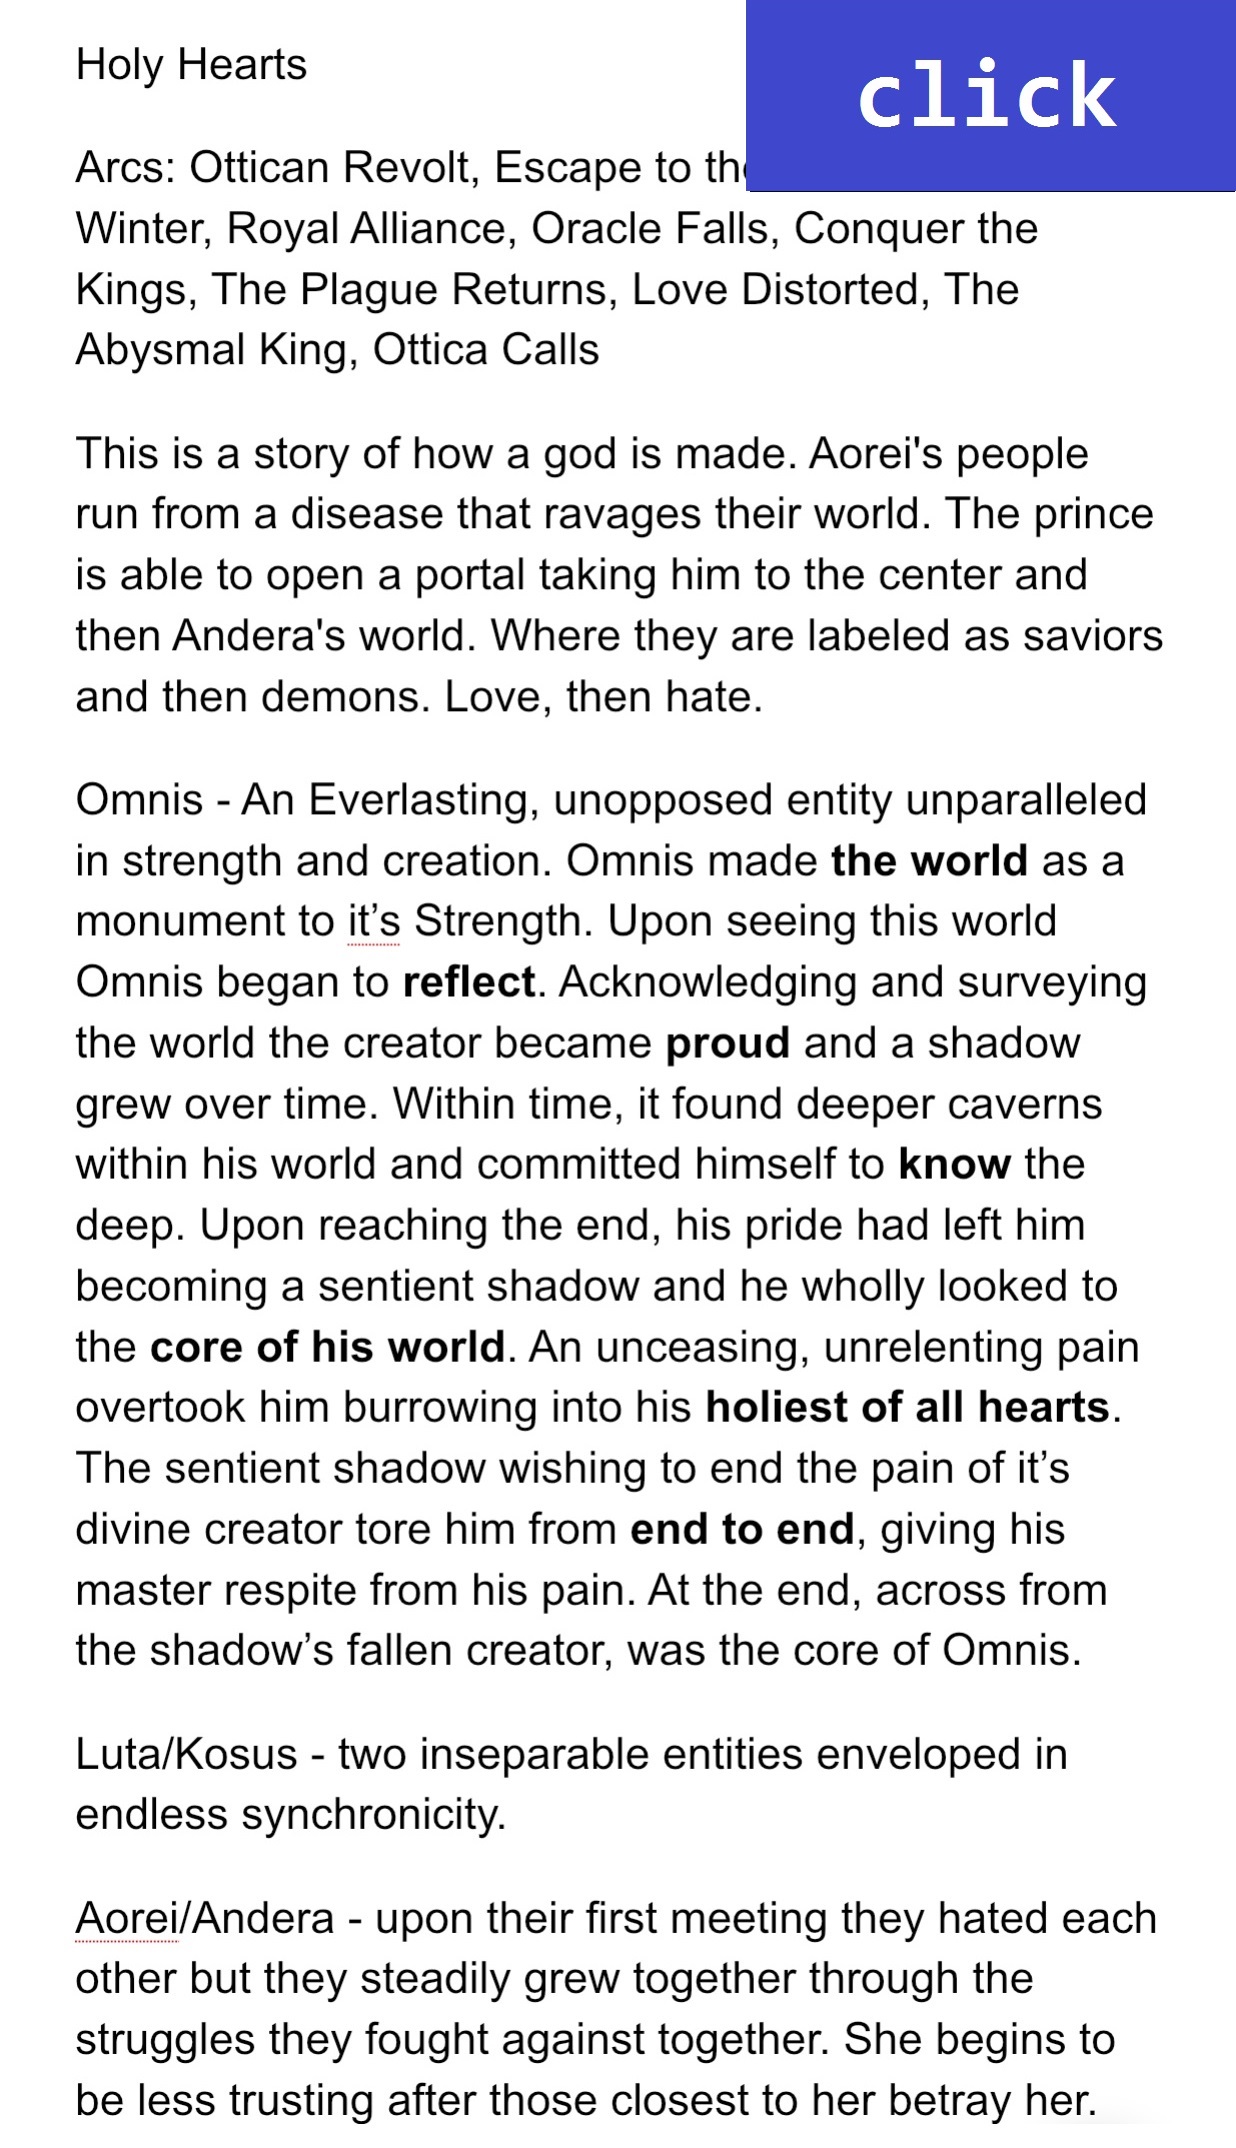 Holy Hearts
click
Arcs: Ottican Revolt, Escape to
Winter, Royal Alliance, Oracle Falls, Conquer the
Kings, The Plague Returns, Love Distorted, The
Abysmal King, Ottica Calls
This is a story of how a god is made. Aorei's people
run from a disease that ravages their world. The prince
is able to open a portal taking him to the center and
then Andera's world. Where they are labeled as saviors
and then demons. Love, then hate.
Omnis - An Everlasting, unopposed entity unparalleled
in strength and creation. Omnis made the world as a
monument to it’s Strength. Upon seeing this world
Omnis began to reflect. Acknowledging and surveying
the world the creator became proud and a shadow
grew over time. Within time, it found deeper caverns
within his world and committed himself to know the
deep. Upon reaching the end, his pride had left him
becoming a sentient shadow and he wholly looked to
the core of his world. An unceasing, unrelenting pain
overtook him burrowing into his holiest of all hearts.
The sentient shadow wishing to end the pain of it’s
divine creator tore him from end to end, giving his
master respite from his pain. At the end, across from
the shadow’s fallen creator, was the core of Omnis.
Luta/Kosus - two inseparable entities enveloped in
endless synchronicity.
Aorei/Andera - upon their first meeting they hated each
other but they steadily grew together through the
struggles they fought against together. She begins to
be less trusting after those closest to her betray her.